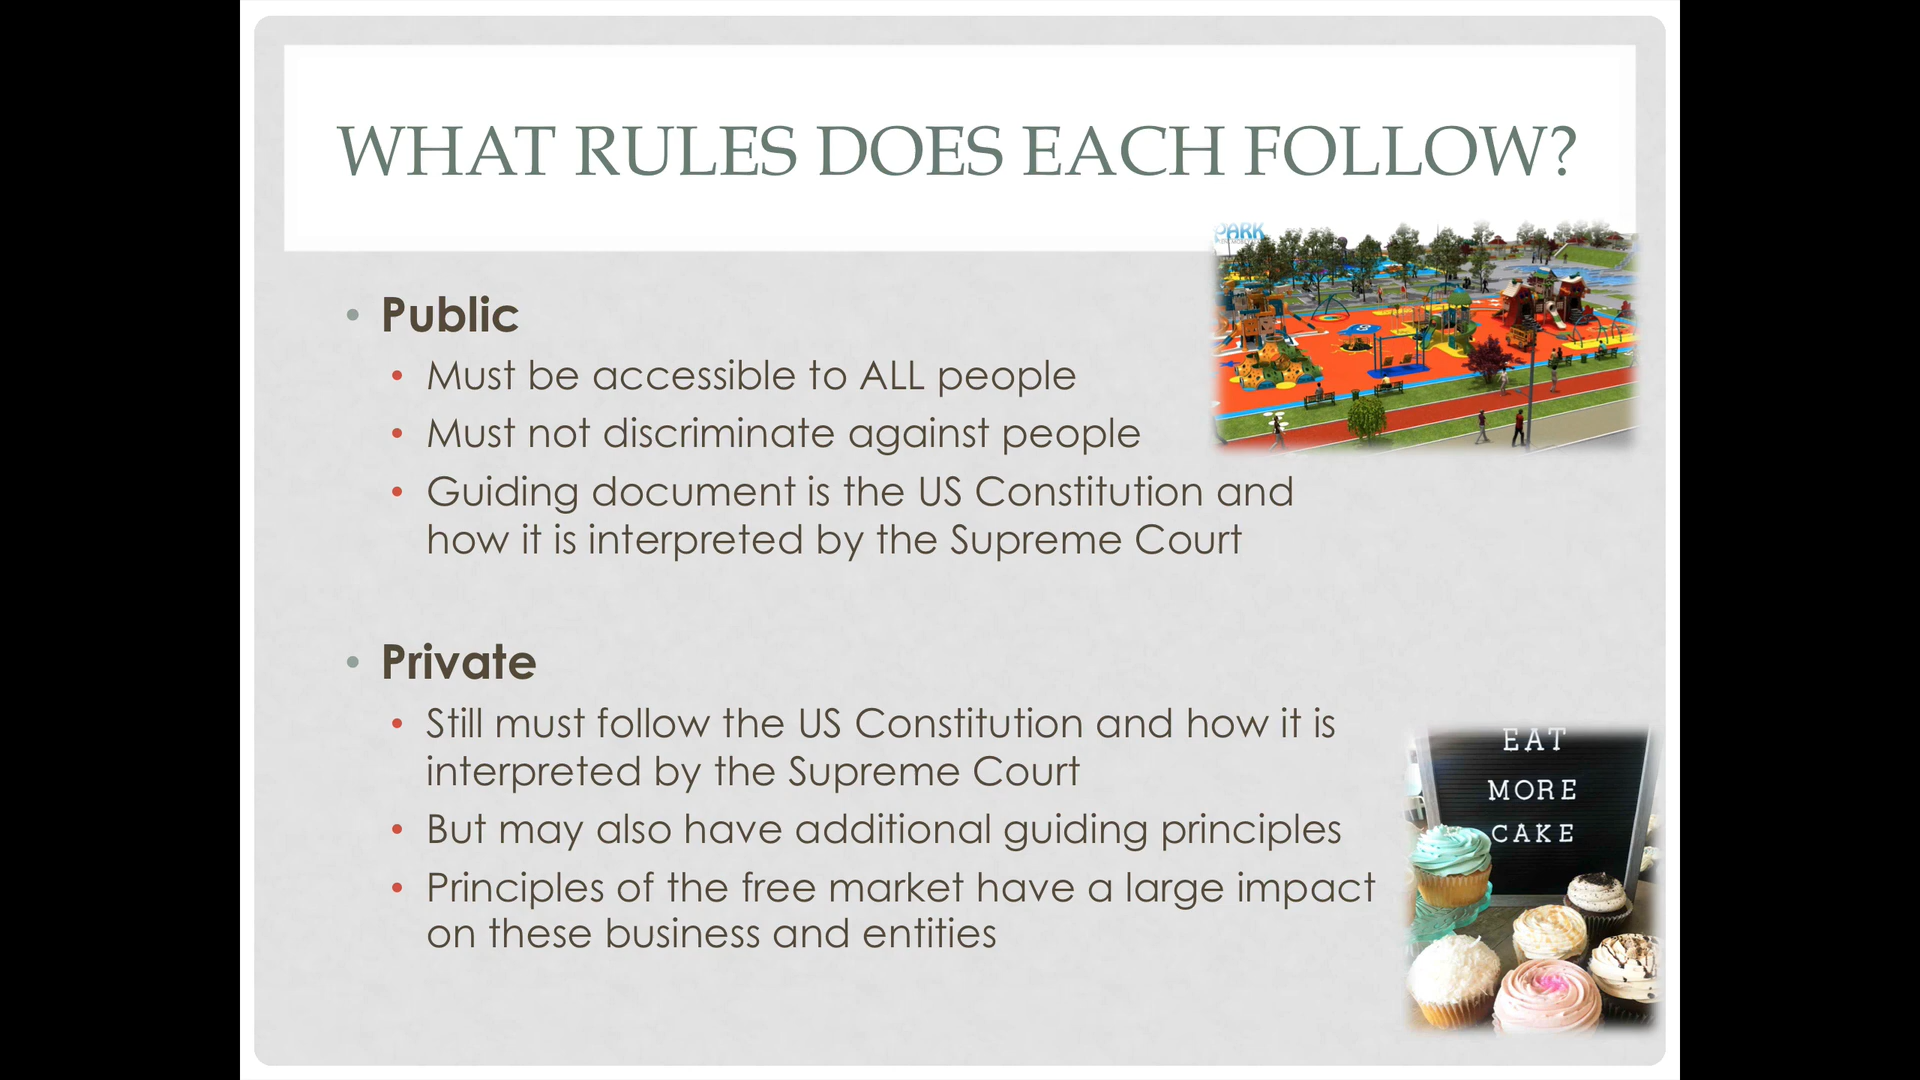 WHAT RULES DOES EACH FOLLOW?
PARK
• Public
• Must be accessible to ALL people
• Must not discriminate against people
• Guiding document is the US Constitution and
how it is interpreted by the Supreme Court
• Private
• Still must follow the US Constitution and how it is
interpreted by the Supreme Court
• But may also have additional guiding principles
• Principles of the free market have a large impact
on these business and entities
EAT
MORE
CAKE